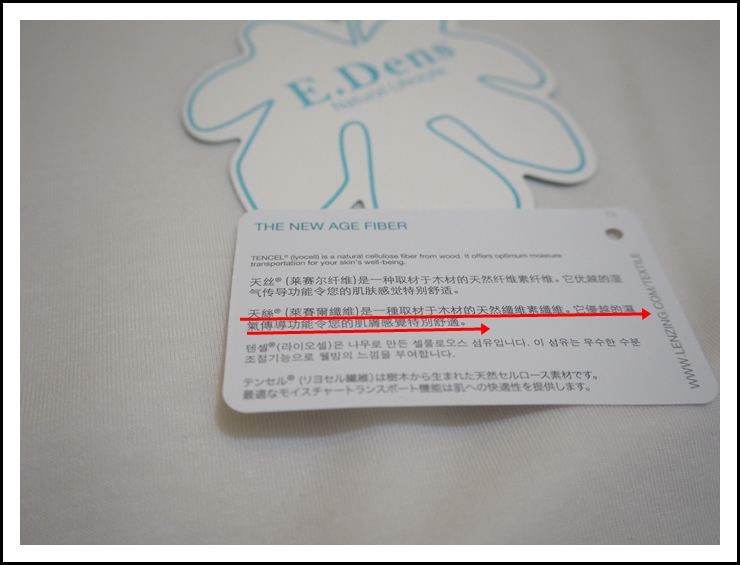 E.Dens
Natural Lifestyle
THE NEW AGE FIBER
TENCEL® (lyocell) is a natural cellulose fiber from wood. It offers optimum moisture
transportation for your skin's well-being.
天丝® (莱赛尔纤维)是一种取材于木材的天然纤维素纤维。它优越的湿
气传导功能令您的肌肤感觉特别舒适。
天絲® (萊賽爾纖維)是一種取材于木材的天然纖維素纖維。它優越的濕
氣傳導功能令您的肌膚感覺特別舒適。
텐셀®(라이오셀)은 나무로 만든 셀룰로오스 섬유입니다. 이 섬유는 우수한 수분
조절기능으로 웰빙의 느낌을 부여합니다.
テンセル® (リヨセル繊維)は樹木から生まれた天然セルロース素材です。
最適なモイスチャートランスポート機能は肌への快適性を提供します。
WWW.LENZING.COM/TEXTILE